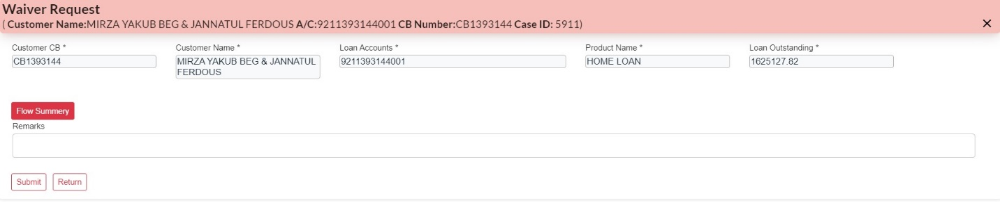 Waiver Request
( Customer Name:MIRZA YAKUB BEG & JANNATUL FERDOUS A/C:9211393144001 CB Number:CB1393144 Case ID: 5911)
Customer CB * Customer Name * Loan Accounts * Product Name * Loan Outstanding *
CB1393144 MIRZA YAKUB BEG & JANNATUL 9211393144001 HOME LOAN 1625127.82
FERDOUS
Flow Summery
Remarks
Submit Return